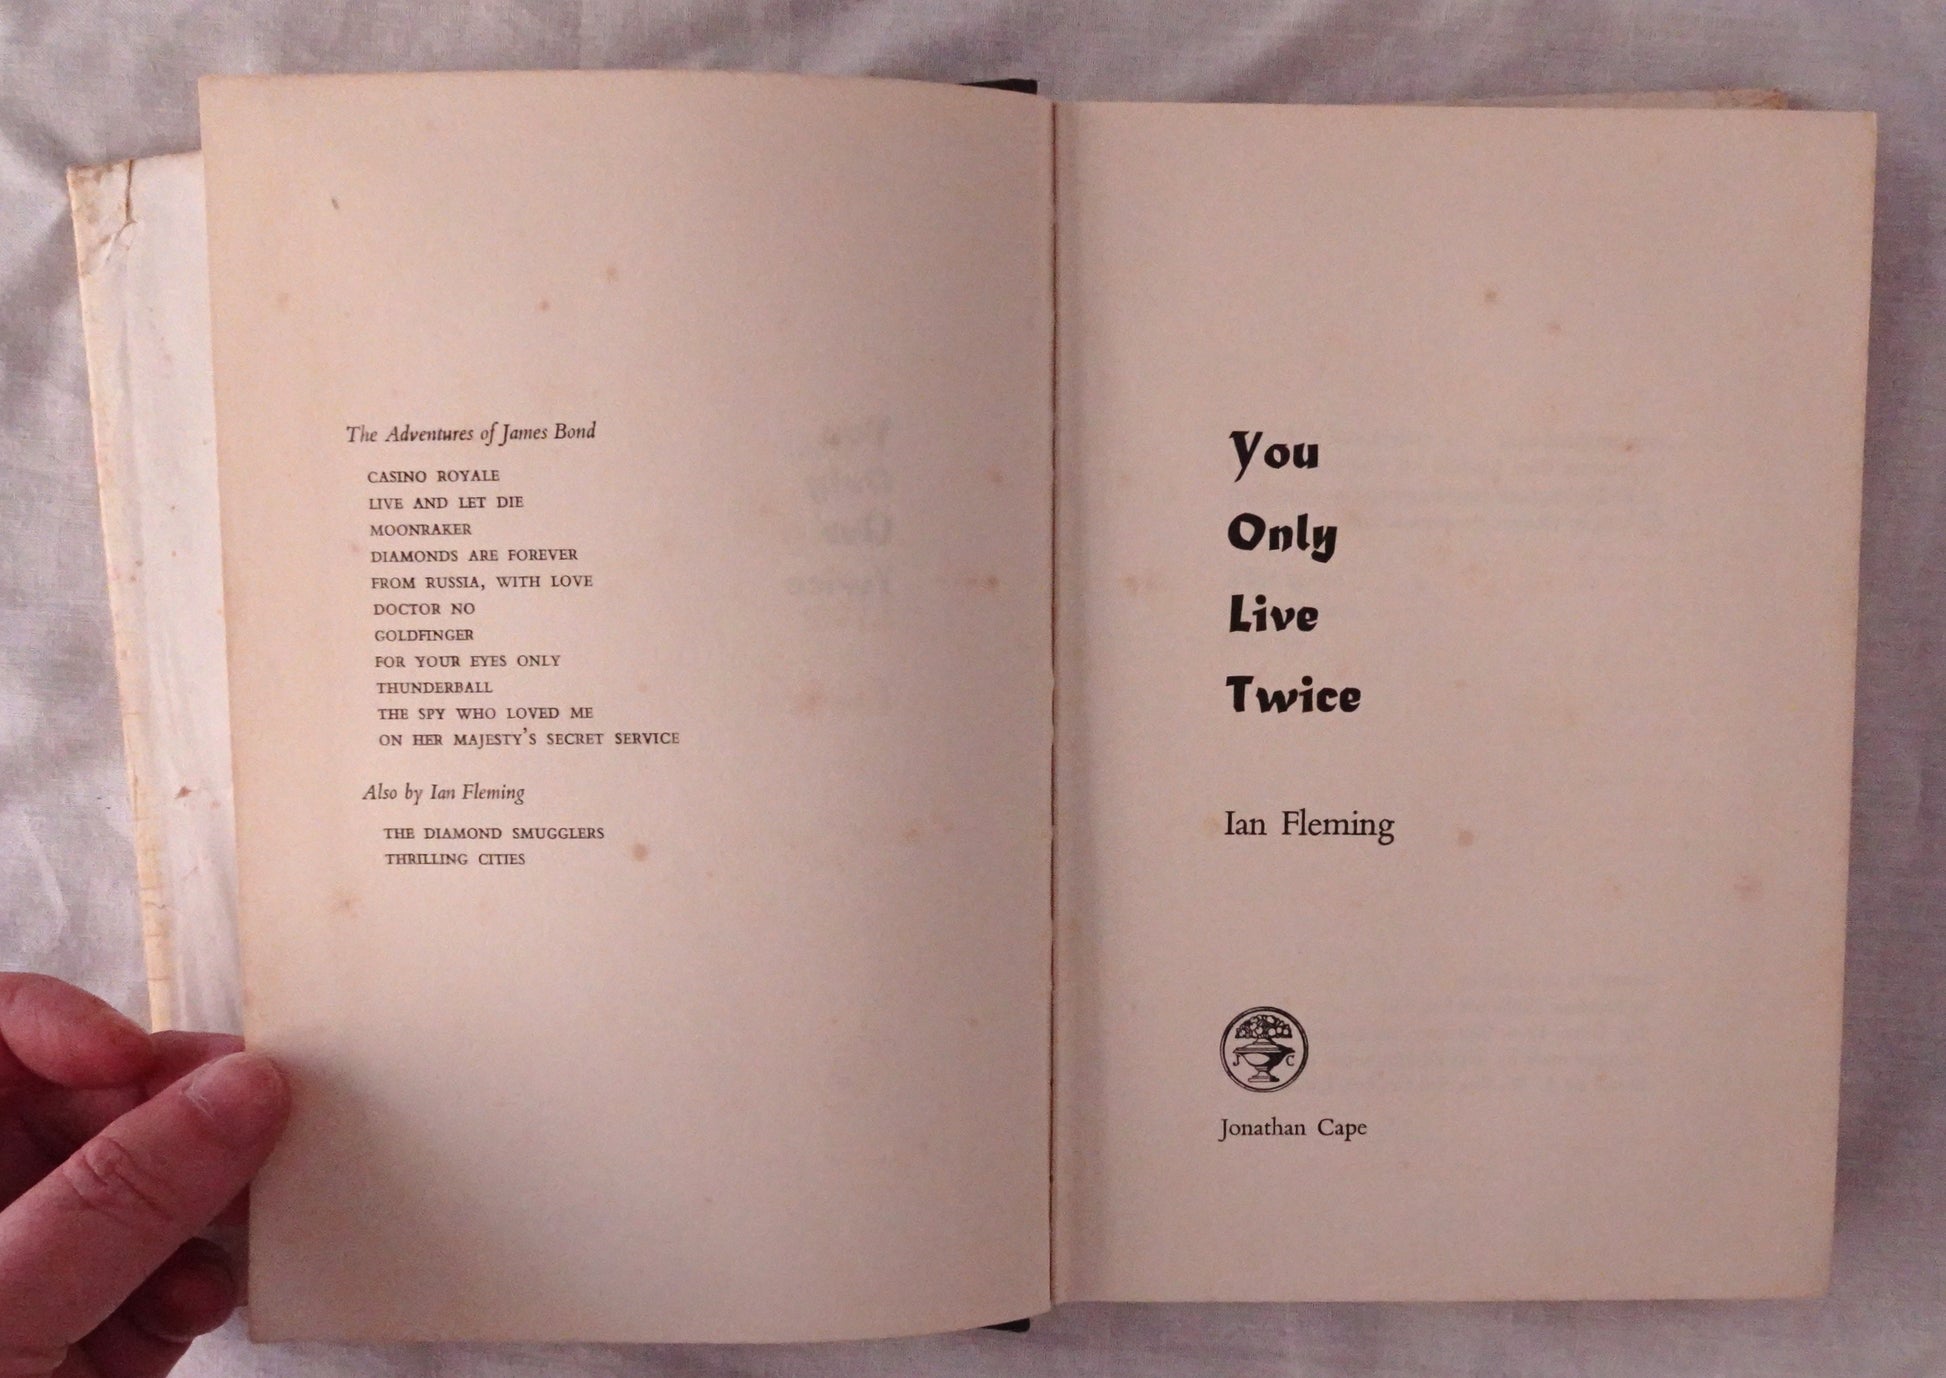 The Adventures of James Bond
CASINO ROYALE
LIVE AND LET DIE
MOONRAKER
DIAMONDS ARE FOREVER
FROM RUSSIA, WITH LOVE
DOCTOR NO
GOLDFINGER
FOR YOUR EYES ONLY
THUNDERBALL
THE SPY WHO LOVED ME
ON HER MAJESTY'S SECRET SERVICE
Also by Ian Fleming
THE DIAMOND SMUGGLERS
THRILLING CITIES
You
Only
Live
Twice
Ian Fleming
J C
Jonathan Cape